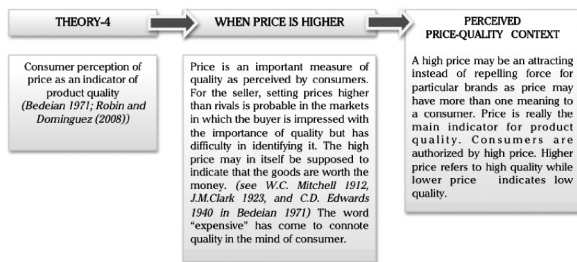 THEORY-4
Consumer perception of
price as an indicator of
product quality
(Bedeian 1971; Robin and
Dominguez (2008))
WHEN PRICE IS HIGHER
Price is an important measure of
quality as perceived by consumers.
For the seller, setting prices higher
than rivals is probable in the markets
in which the buyer is impressed with
the importance of quality but has
difficulty in identifying it. The high
price may in itself be supposed to
indicate that the goods are worth the
money. (see W.C. Mitchell 1912,
J.M.Clark 1923, and C.D. Edwards
1940 in Bedeian 1971) The word
"expensive" has come to connote
quality in the mind of consumer.
PERCEIVED
PRICE-QUALITY CONTEXT
A high price may be an attracting
instead of repelling force for
particular brands as price may
have more than one meaning to
a consumer. Price is really the
main indicator for product
quality. Consumers are
authorized by high price. Higher
price refers to high quality while
lower price indicates low
quality.